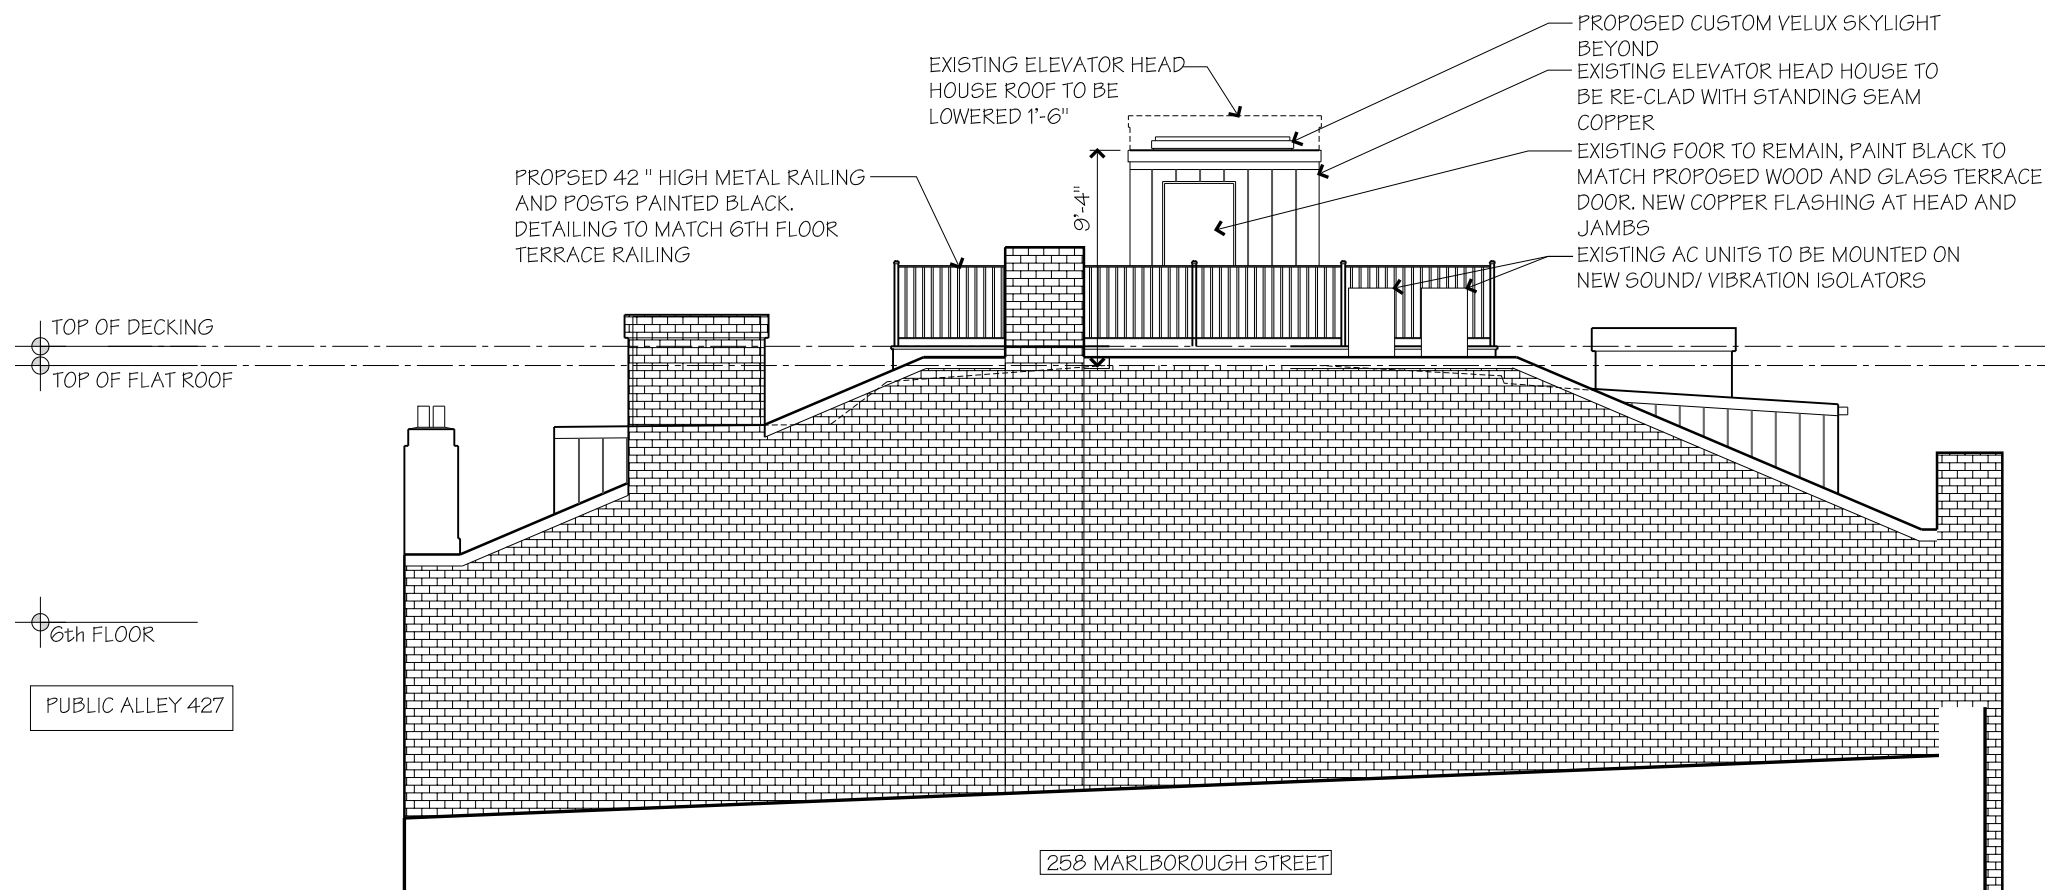 PROPOSED CUSTOM VELUX SKYLIGHT
BEYOND
EXISTING ELEVATOR HEAD
HOUSE ROOF TO BE
LOWERED 1'-6"
EXISTING ELEVATOR HEAD HOUSE TO
BE RE-CLAD WITH STANDING SEAM
COPPER
EXISTING FOOR TO REMAIN, PAINT BLACK TO
MATCH PROPOSED WOOD AND GLASS TERRACE
DOOR. NEW COPPER FLASHING AT HEAD AND
JAMBS
PROPSED 42 " HIGH METAL RAILING
AND POSTS PAINTED BLACK.
DETAILING TO MATCH 6TH FLOOR
TERRACE RAILING
9'-4"
EXISTING AC UNITS TO BE MOUNTED ON
NEW SOUND/ VIBRATION ISOLATORS
TOP OF DECKING
TOP OF FLAT ROOF
6th FLOOR
PUBLIC ALLEY 427
258 MARLBOROUGH STREET